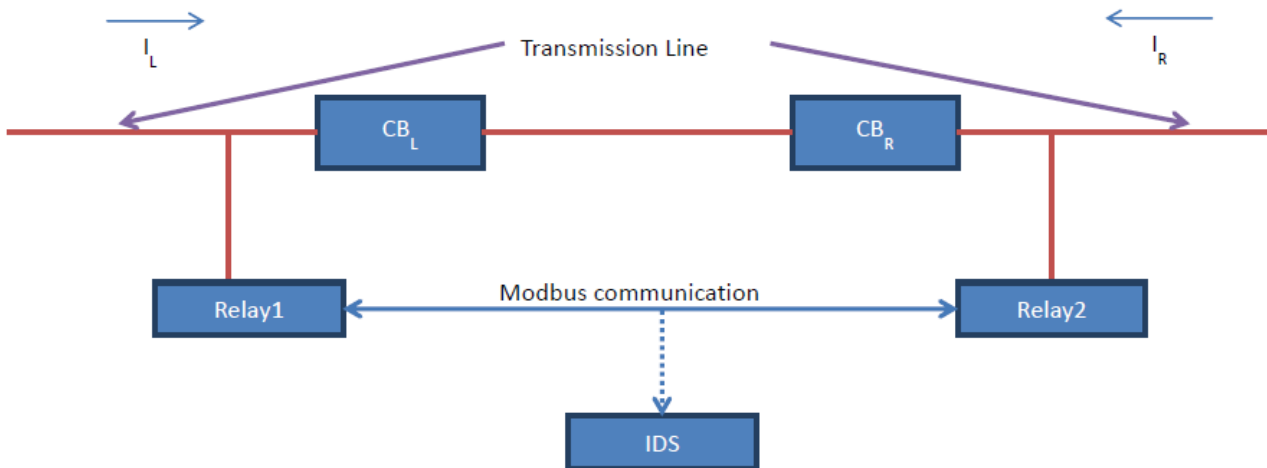 I_L
Transmission Line
I_R
CB_L
CB_R
Relay1
Modbus communication
Relay2
IDS